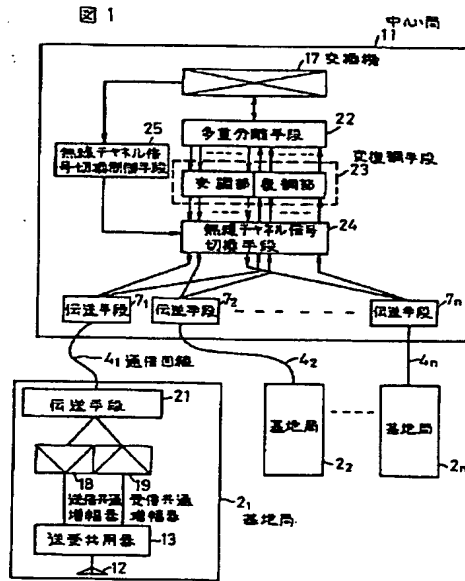 図1
中心局
11
17 交換機
25
無線チャネル信
号切換制御手段
多重分離手段
22
変復調手段
23
変調部 復調部
24
無線チャネル信号
切換手段
伝送手段 7₁
伝送手段 7₂
伝送手段 7n
4₁ 通信回線
4₂
4n
伝送手段
21
18
19
送信共通
増幅器
受信共通
増幅器
送受共用器
13
12
2₁
基地局
基地局
2₂
基地局
2n